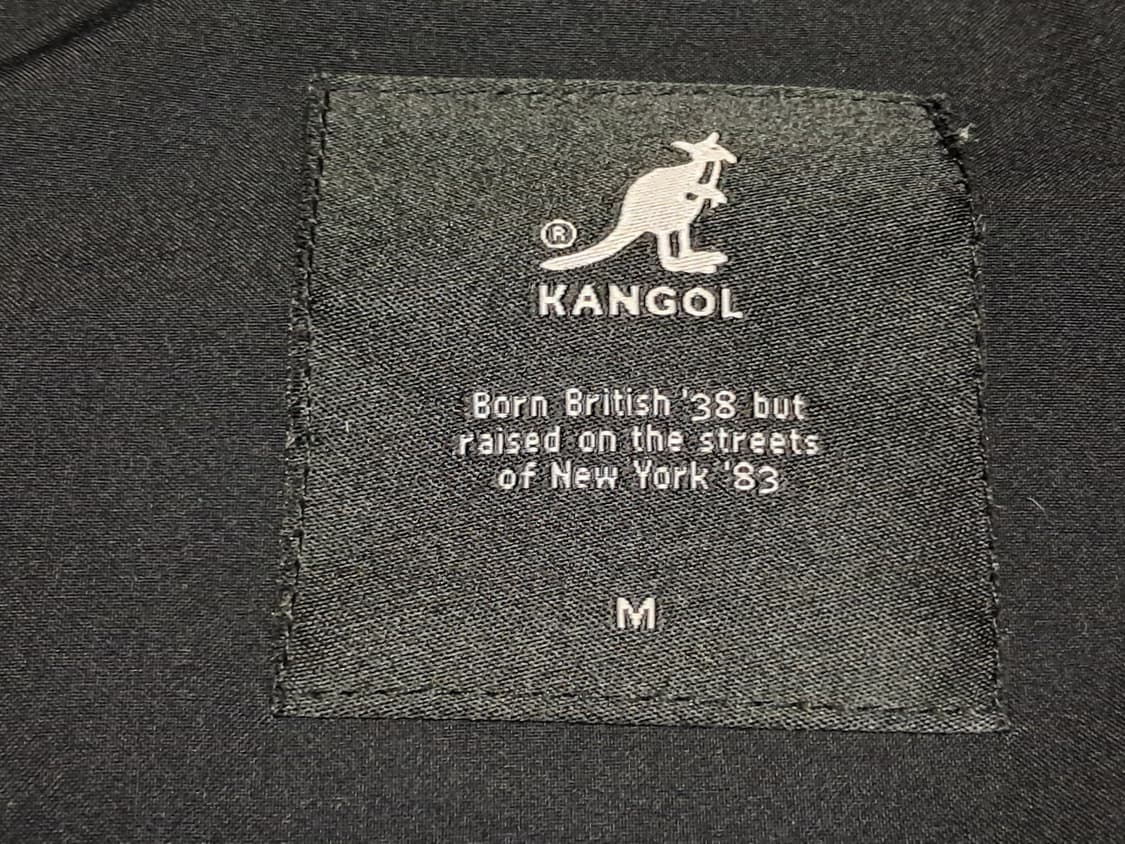 ®
KANGOL
Born British '38 but
raised on the streets
of New York '83
M